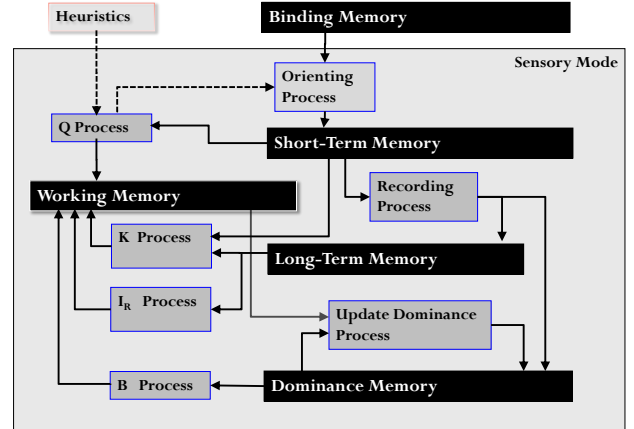 Heuristics
Binding Memory
Sensory Mode
Orienting
Process
Q Process
Short-Term Memory
Working Memory
Recording
Process
K Process
Long-Term Memory
I_R Process
Update Dominance
Process
B Process
Dominance Memory